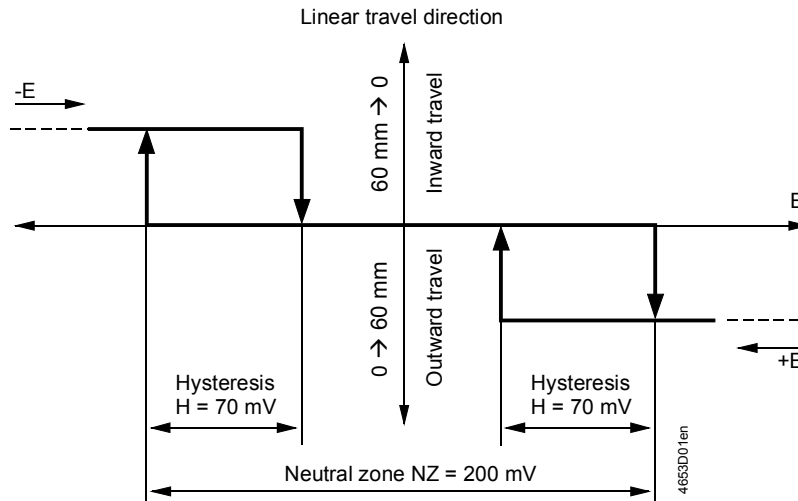 Linear travel direction
-E
60 mm → 0
Inward travel
E
0 → 60 mm
Outward travel
+E
Hysteresis
H = 70 mV
Hysteresis
H = 70 mV
Neutral zone NZ = 200 mV
4653D01en